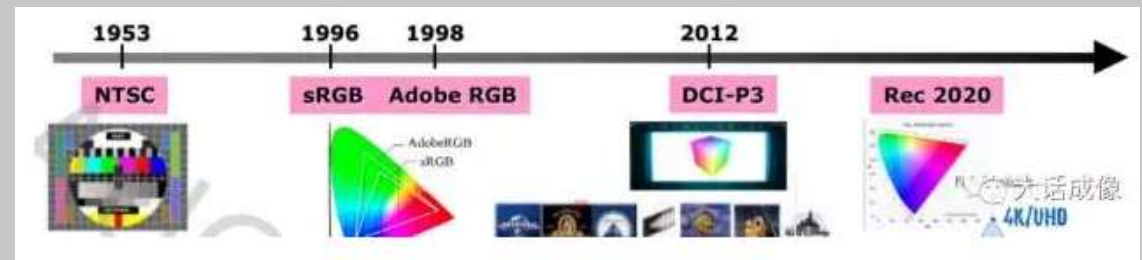 1953 1996 1998 2012
NTSC sRGB Adobe RGB DCI-P3 Rec 2020
AdobeRGB
sRGB
大话成像
4K/UHD